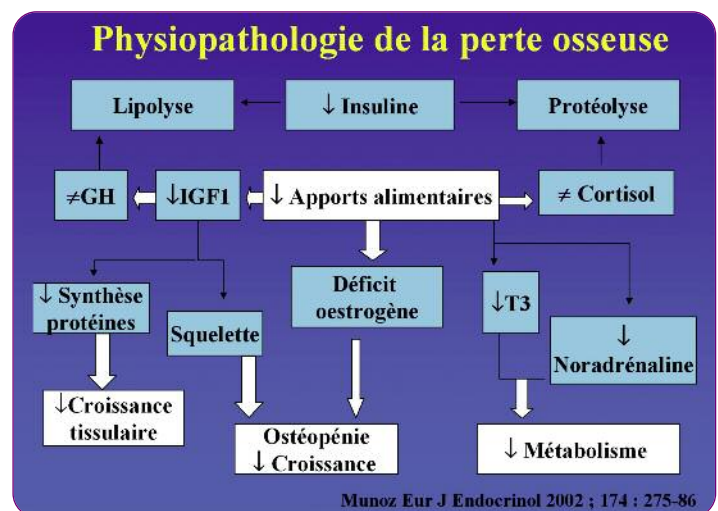 Physiopathologie de la perte osseuse
Lipolyse
↓ Insuline
Protéolyse
≠GH
↓IGF1
↓ Apports alimentaires
≠ Cortisol
↓ Synthèse
protéines
Squelette
Déficit
oestrogène
↓T3
↓
Noradrénaline
↓Croissance
tissulaire
Ostéopénie
↓ Croissance
↓ Métabolisme
Munoz Eur J Endocrinol 2002 ; 174 : 275-86